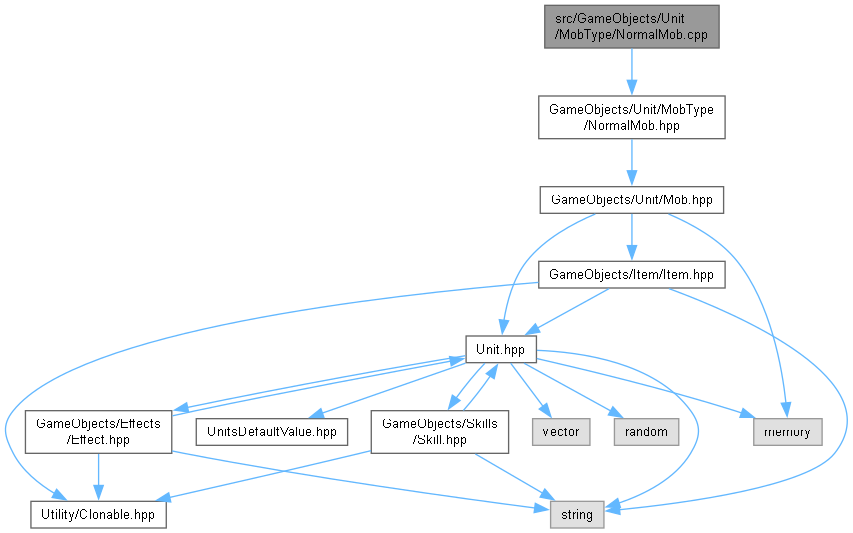 src/GameObjects/Unit
/MobType/NormalMob.cpp
GameObjects/Unit/MobType
/NormalMob.hpp
GameObjects/Unit/Mob.hpp
GameObjects/Item/Item.hpp
Unit.hpp
GameObjects/Effects
/Effect.hpp
UnitsDefaultValue.hpp
GameObjects/Skills
/Skill.hpp
vector
random
memory
Utility/Clonable.hpp
string